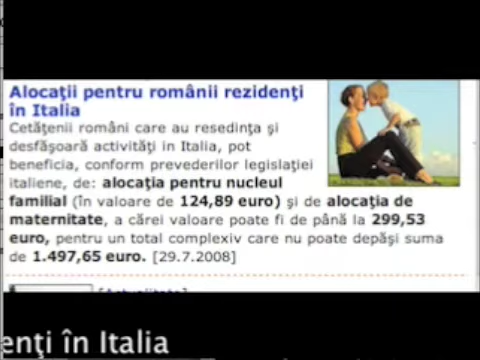 Alocaţii pentru românii rezidenţi
în Italia
Cetăţenii români care au resedinţa şi
desfăşoară activităţi in Italia, pot
beneficia, conform prevederilor legislaţiei
italiene, de: alocaţia pentru nucleul
familial (în valoare de 124,89 euro) şi de alocaţia de
maternitate, a cărei valoare poate fi de până la 299,53
euro, pentru un total complexiv care nu poate depăşi suma
de 1.497,65 euro. [29.7.2008]
enţi în Italia